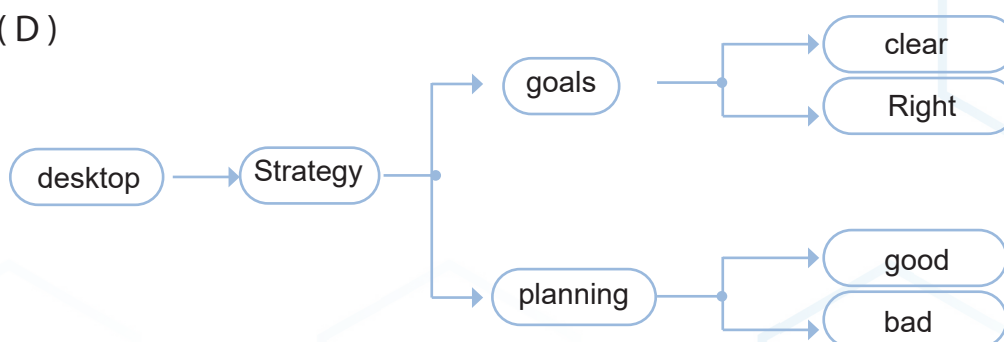 (D)
clear
goals
Right
desktop
Strategy
good
planning
bad